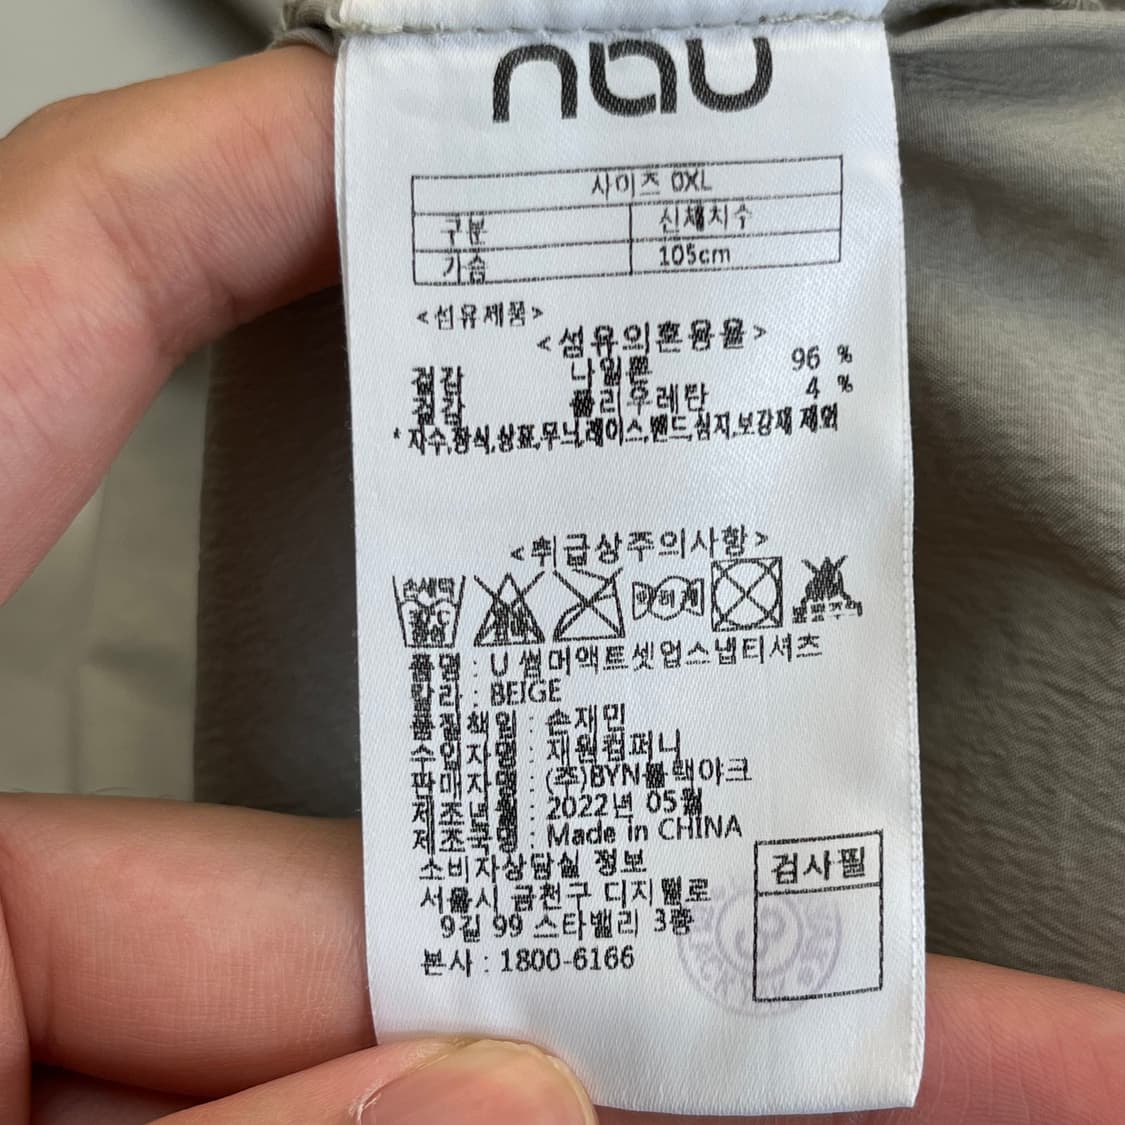 nau
사이즈 0XL
구분 신체치수
가슴 105cm
<섬유제품>
<섬유의혼용율>
겉감 나일론 96 %
겉감 폴리우레탄 4 %
* 자수,장식,상표,무늬,레이스,밴드,심지,보강재 제외
<취급상주의사항>
손세탁
품명 : U 썸머액트셋업스냅티셔츠
칼라 : BEIGE
품질책임 : 손재민
수입자명 : 재원컴퍼니
판매자명 : (주)BYN블랙야크
제조년월 : 2022년 05월
제조국명 : Made in CHINA
소비자상담실 정보
서울시 금천구 디지털로
9길 99 스타밸리 3층
본사 : 1800-6166
검사필